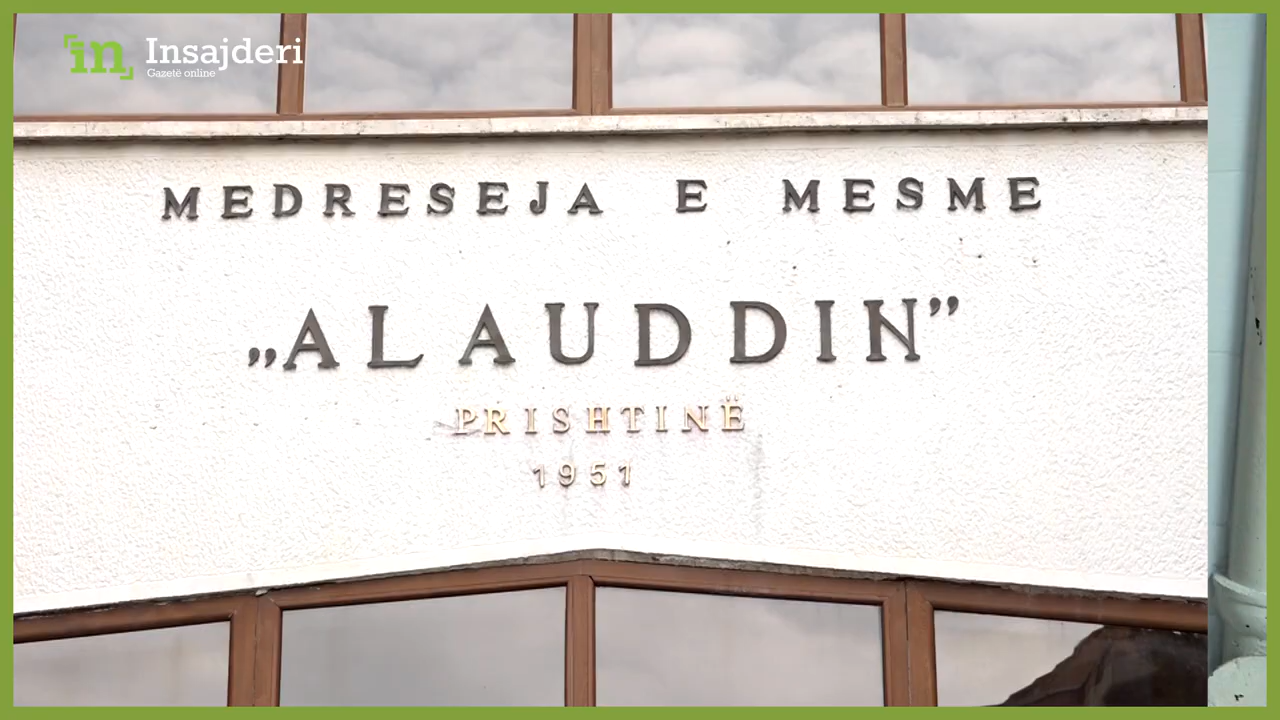 in Insajderi
Gazetë online
MEDRESEJA E MESME
„ALAUDDIN”
PRISHTINË
1951